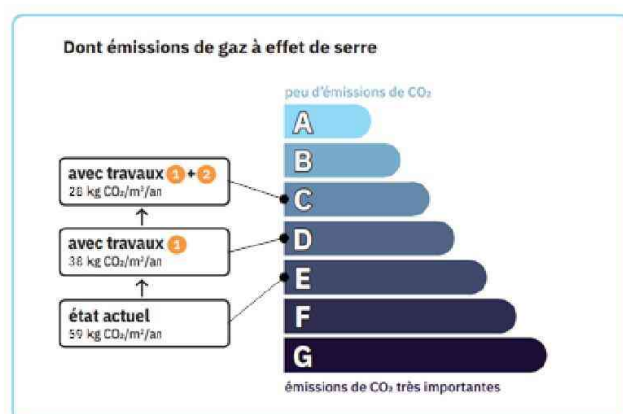 Dont émissions de gaz à effet de serre
peu d'émissions de CO₂
A
B
avec travaux 1 + 2
28 kg CO₂/m²/an
C
avec travaux 1
38 kg CO₂/m²/an
D
E
état actuel
59 kg CO₂/m²/an
F
G
émissions de CO₂ très importantes